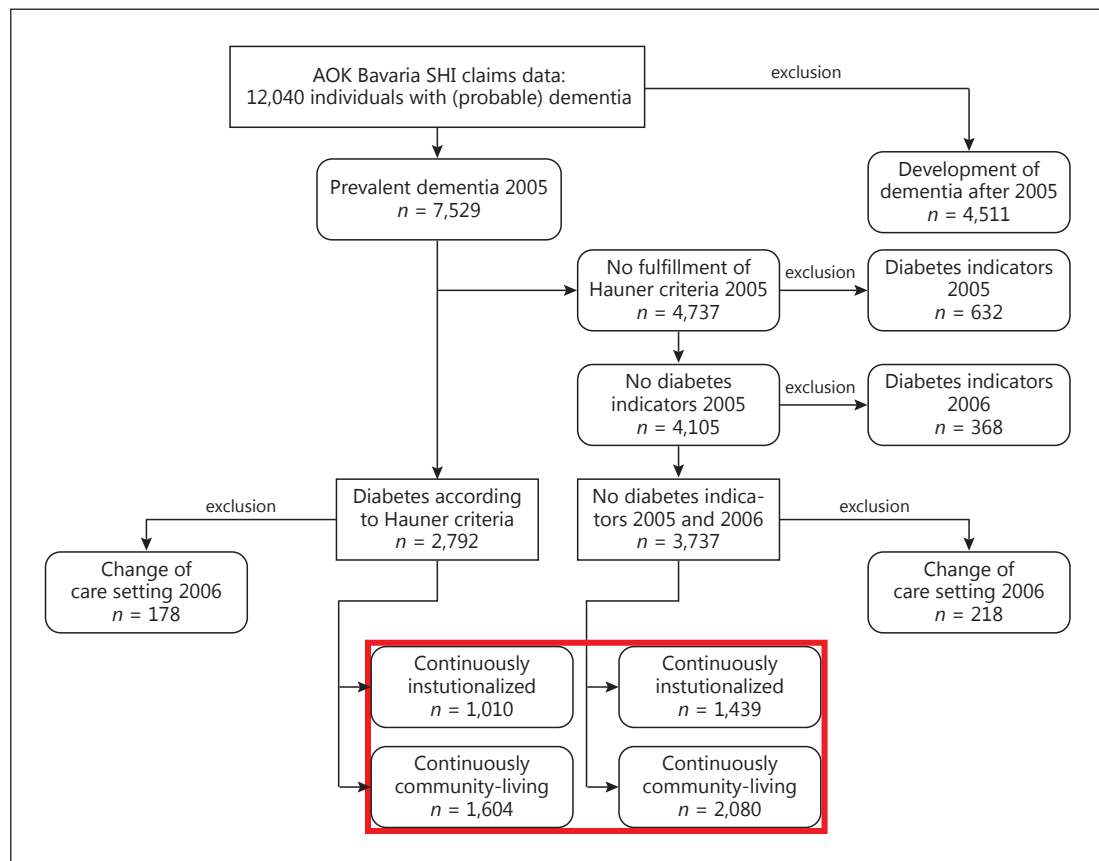 AOK Bavaria SHI claims data:
12,040 individuals with (probable) dementia
exclusion
Prevalent dementia 2005
n = 7,529
Development of
dementia after 2005
n = 4,511
No fulfillment of
Hauner criteria 2005
n = 4,737
exclusion
Diabetes indicators
2005
n = 632
No diabetes
indicators 2005
n = 4,105
exclusion
Diabetes indicators
2006
n = 368
exclusion
Diabetes according
to Hauner criteria
n = 2,792
No diabetes indica-
tors 2005 and 2006
n = 3,737
exclusion
Change of
care setting 2006
n = 178
Change of
care setting 2006
n = 218
Continuously
instutionalized
n = 1,010
Continuously
instutionalized
n = 1,439
Continuously
community-living
n = 1,604
Continuously
community-living
n = 2,080